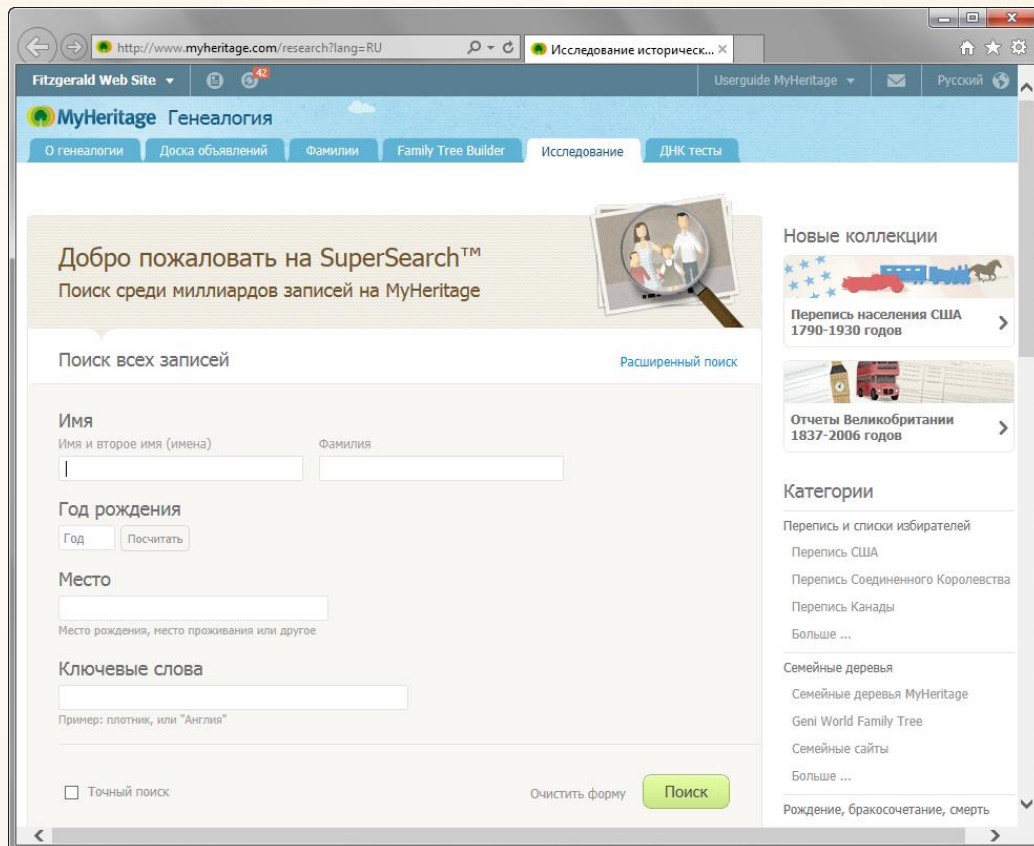 http://www.myheritage.com/research?lang=RU
Исследование историческ...
Fitzgerald Web Site
42
Userguide MyHeritage
Русский
MyHeritage Генеалогия
О генеалогии
Доска объявлений
Фамилии
Family Tree Builder
Исследование
ДНК тесты
Добро пожаловать на SuperSearch™
Поиск среди миллиардов записей на MyHeritage
Поиск всех записей
Расширенный поиск
Имя
Имя и второе имя (имена)
Фамилия
Год рождения
Год
Посчитать
Место
Место рождения, место проживания или другое
Ключевые слова
Пример: плотник, или "Англия"
Точный поиск
Очистить форму
Поиск
Новые коллекции
Перепись населения США
1790-1930 годов
Отчеты Великобритании
1837-2006 годов
Категории
Перепись и списки избирателей
Перепись США
Перепись Соединенного Королевства
Перепись Канады
Больше ...
Семейные деревья
Семейные деревья MyHeritage
Geni World Family Tree
Семейные сайты
Больше ...
Рождение, бракосочетание, смерть